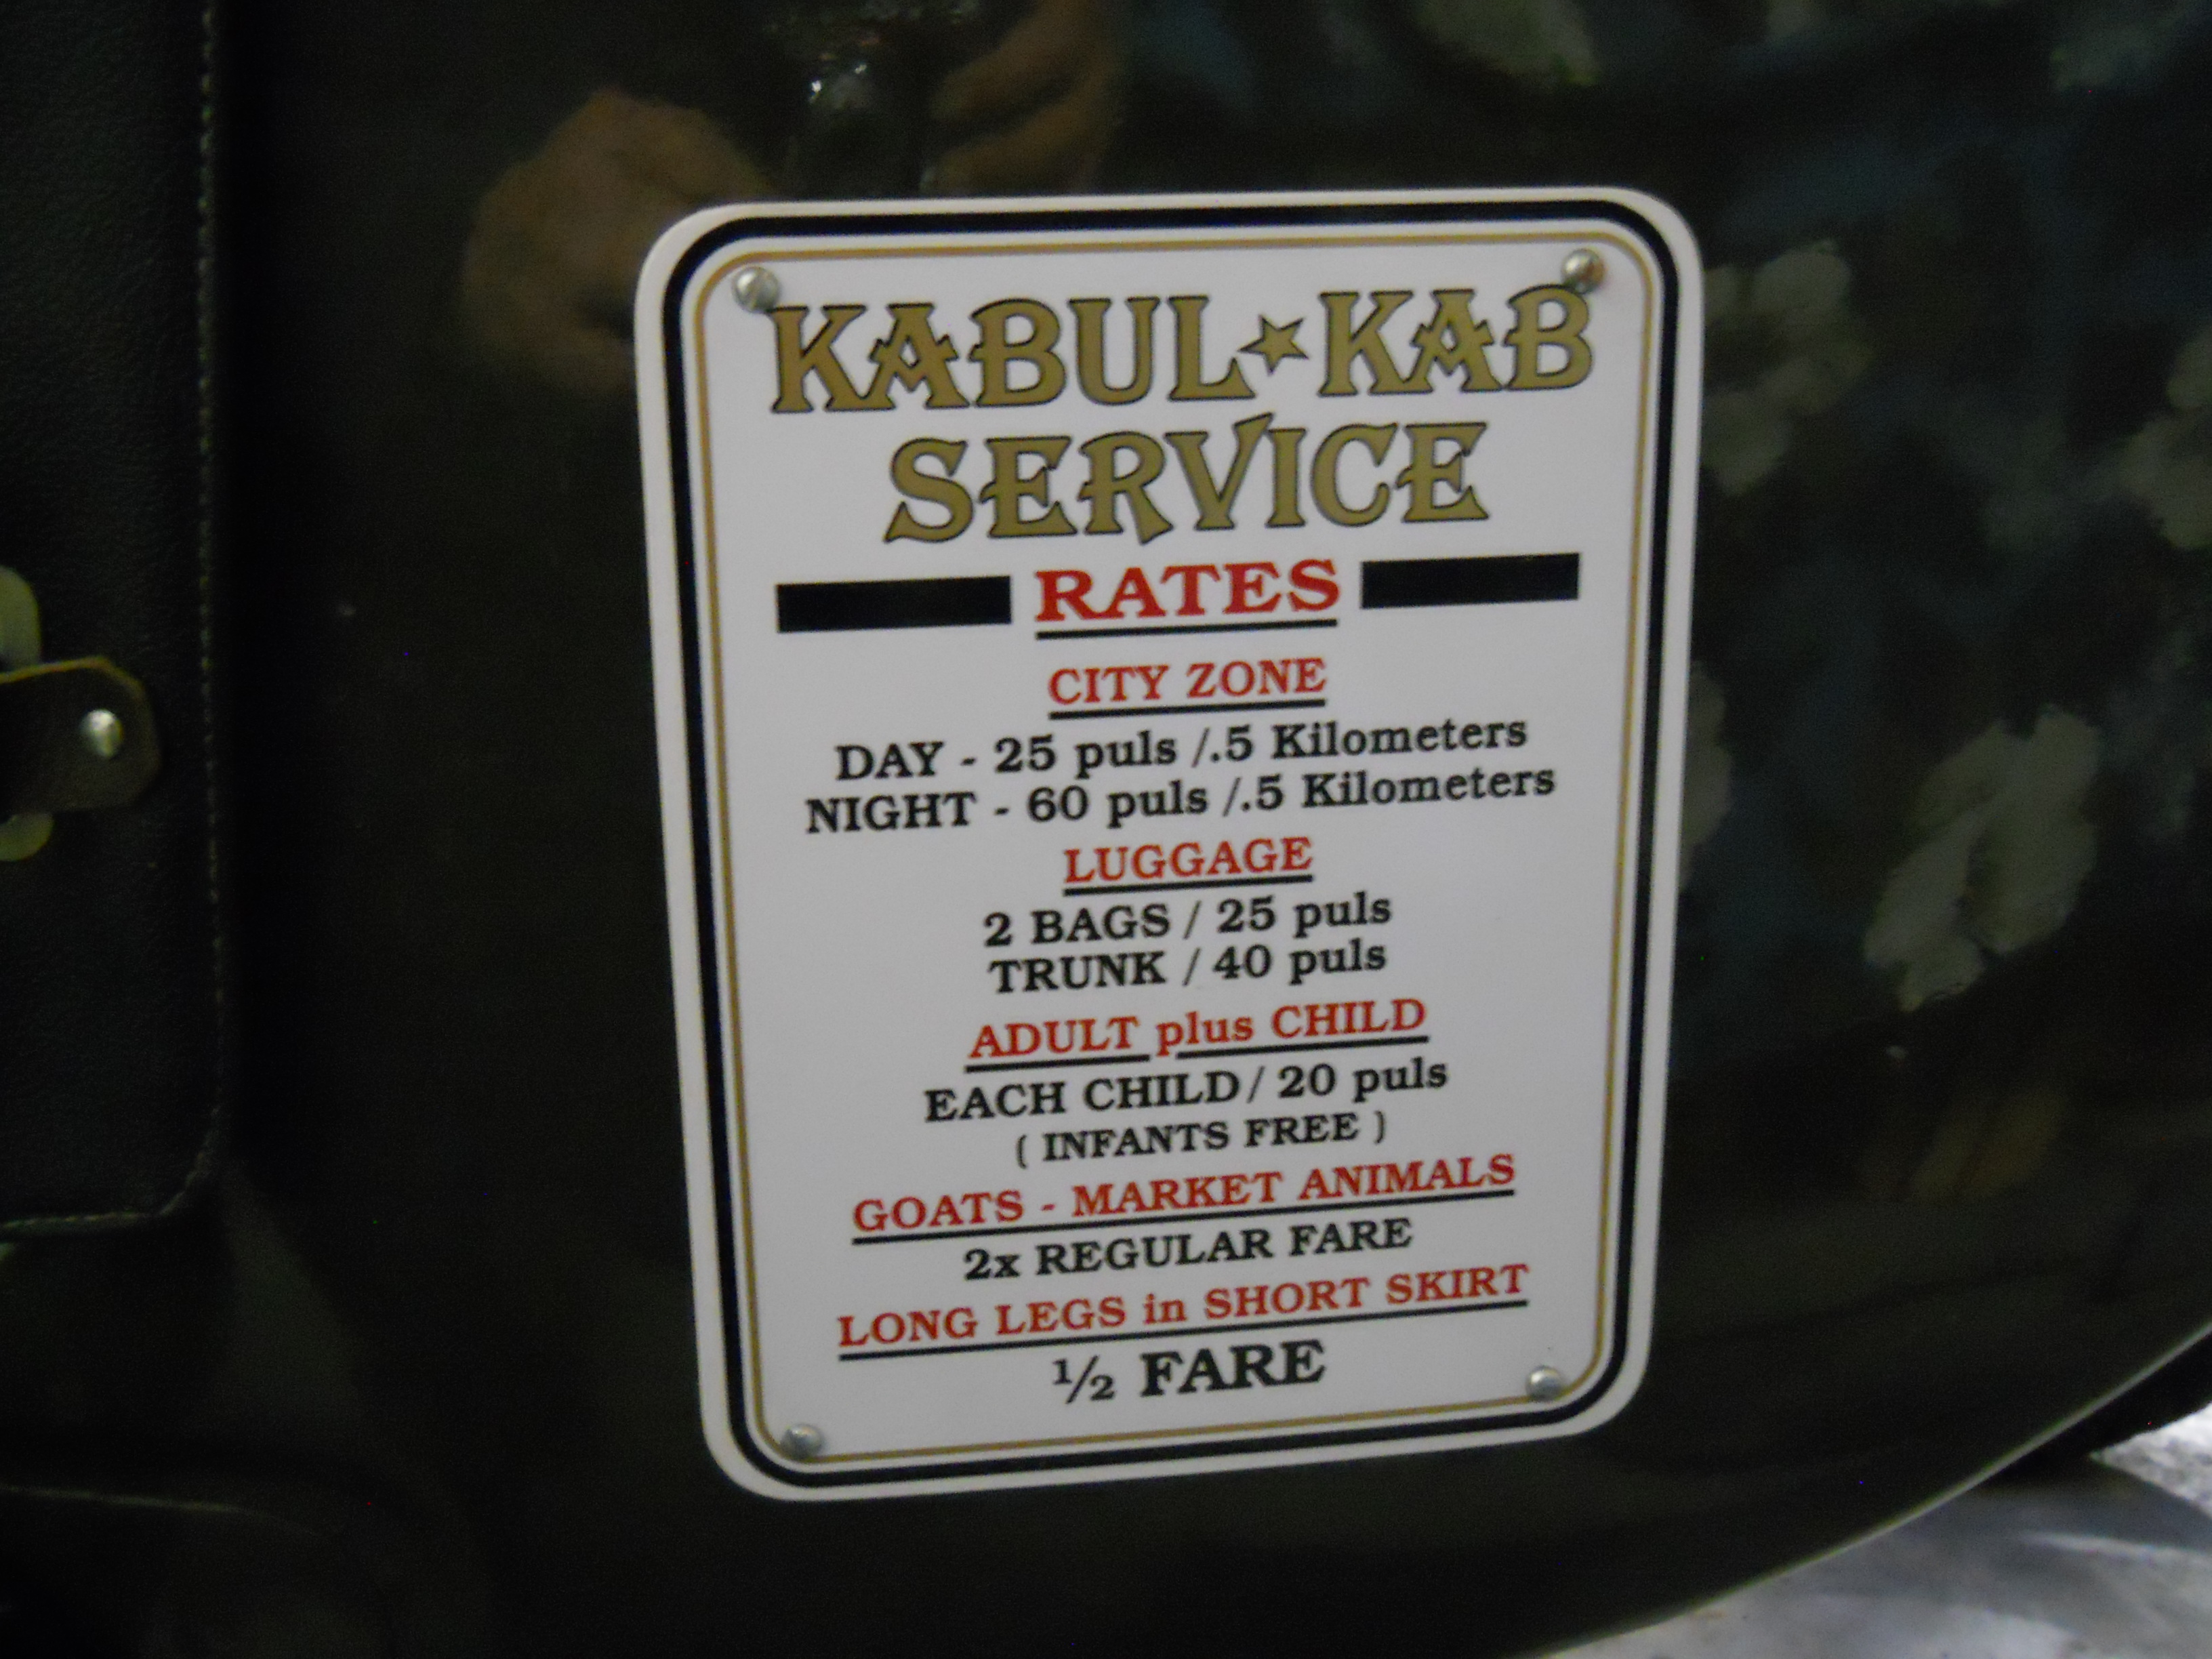 KABUL★KAB
SERVICE
RATES
CITY ZONE
DAY - 25 puls /.5 Kilometers
NIGHT - 60 puls /.5 Kilometers
LUGGAGE
2 BAGS / 25 puls
TRUNK / 40 puls
ADULT plus CHILD
EACH CHILD / 20 puls
( INFANTS FREE )
GOATS - MARKET ANIMALS
2x REGULAR FARE
LONG LEGS in SHORT SKIRT
½ FARE